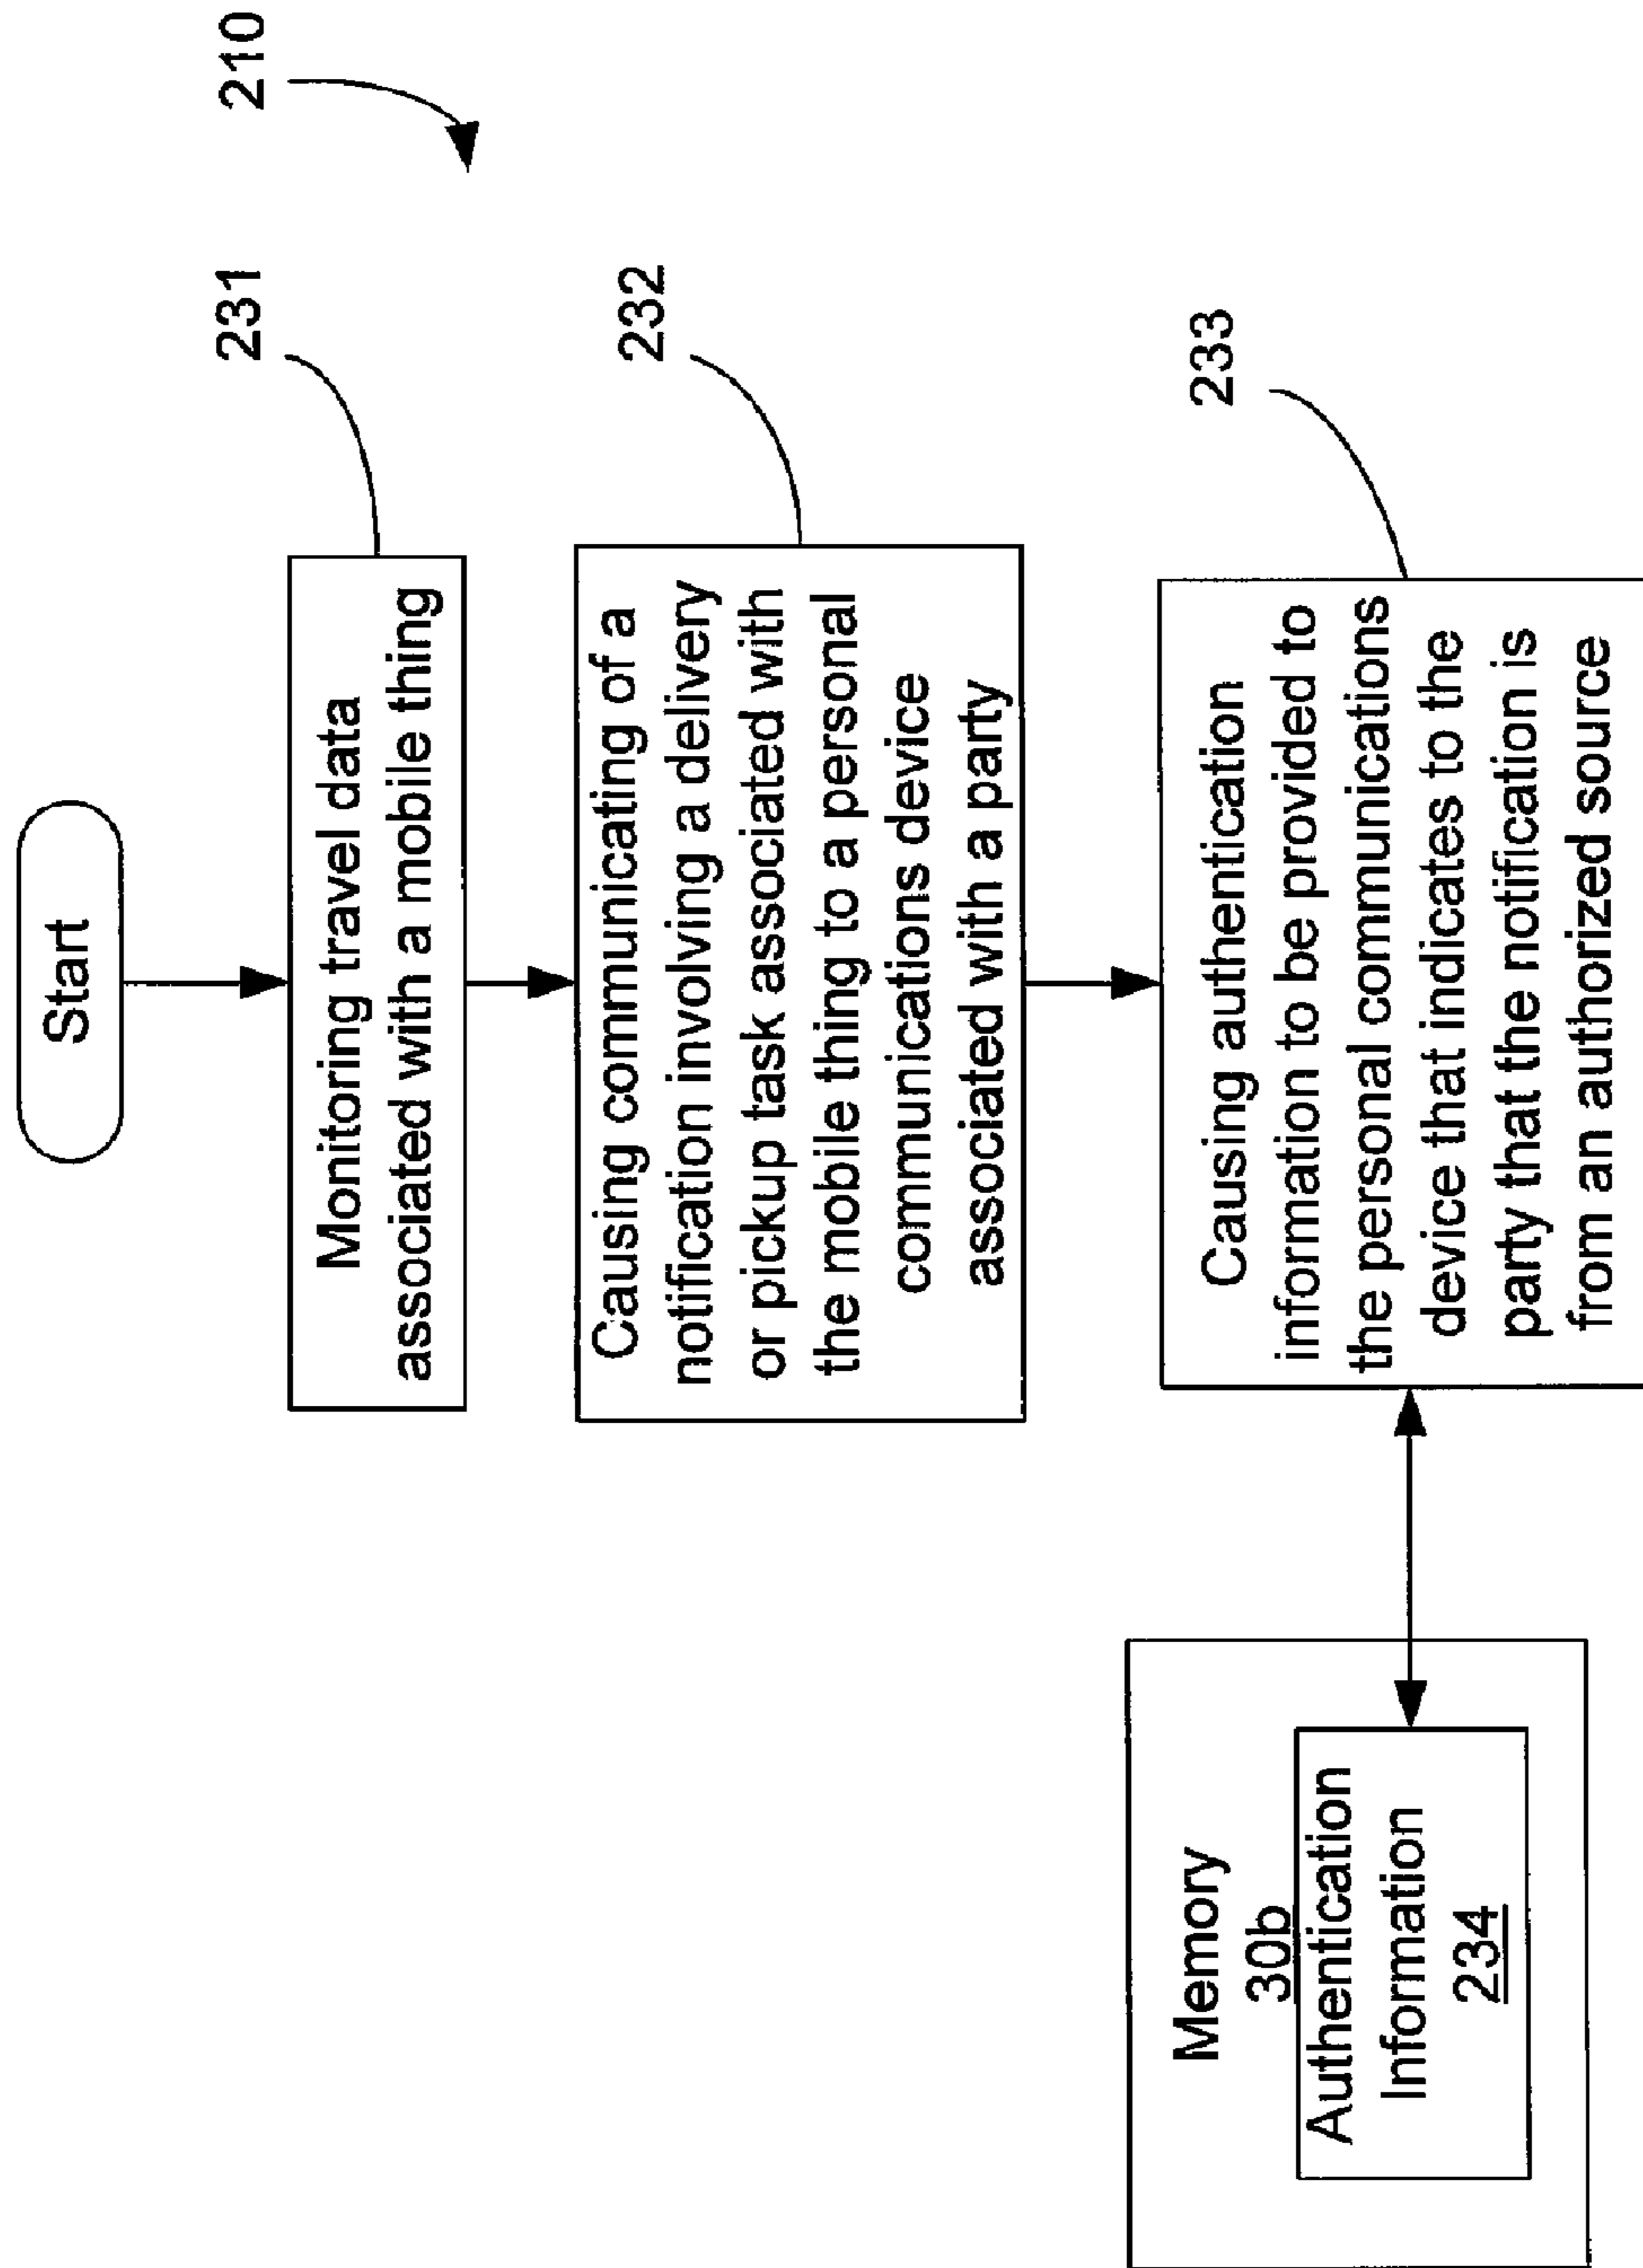 210
Start
231
Monitoring travel data
associated with a mobile thing
232
Causing communicating of a
notification involving a delivery
or pickup task associated with
the mobile thing to a personal
communications device
associated with a party
233
Causing authentication
information to be provided to
the personal communications
device that indicates to the
party that the notification is
from an authorized source
Memory
30b
Authentication
Information
234